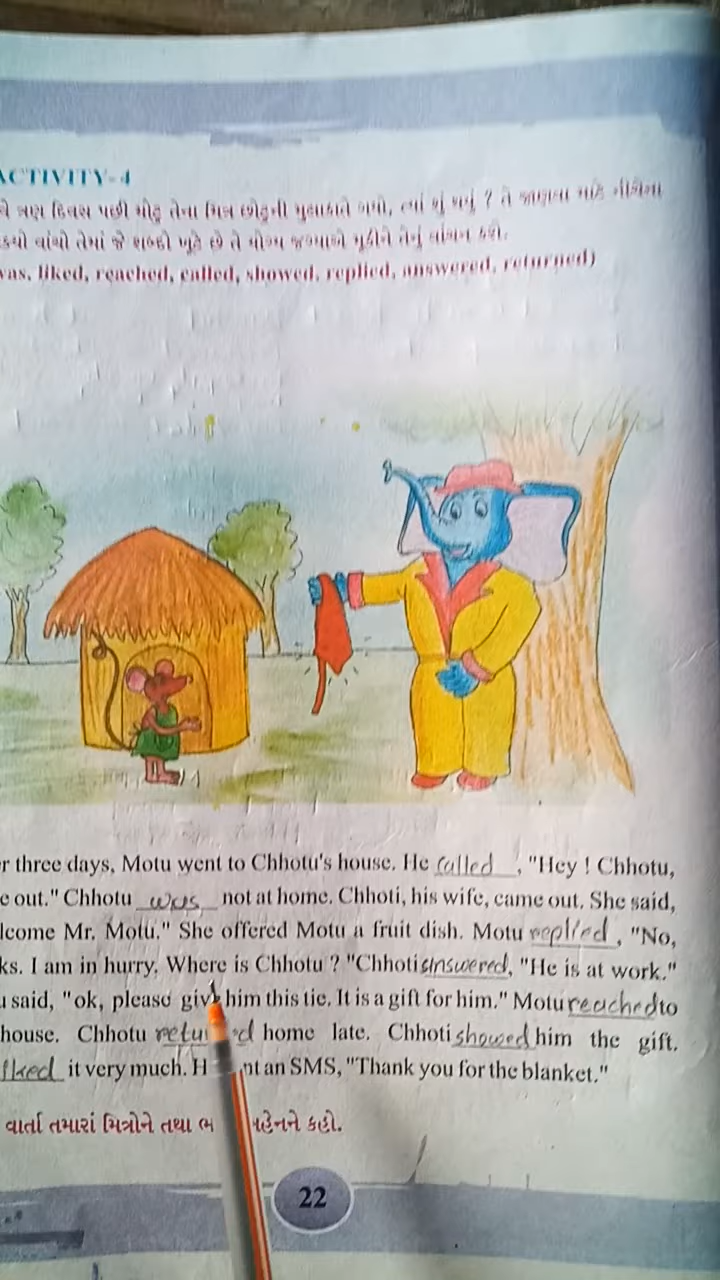 ACTIVITY-4
ત્રણ દિવસ પછી મોટુ તેના મિત્ર છોટુની મુલાકાતે ગયો, ત્યાં શું થયું ? તે જાણવા માટે નીચેના
વાંચો તેમાં જે શબ્દો ખૂટે છે તે યોગ્ય જગ્યાએ મૂકીને તેનું વાંચન કરો.
was, liked, reached, called, showed, replied, answered, returned)
r three days, Motu went to Chhotu's house. He called, "Hey ! Chhotu,
e out." Chhotu was not at home. Chhoti, his wife, came out. She said,
lcome Mr. Motu." She offered Motu a fruit dish. Motu replied, "No,
ks. I am in hurry. Where is Chhotu ? "Chhoti answered, "He is at work."
u said, "ok, please give him this tie. It is a gift for him." Motu reached to
house. Chhotu returned home late. Chhoti showed him the gift.
liked it very much. H nt an SMS, "Thank you for the blanket."
વાર્તા તમારાં મિત્રોને તથા ભ હેનને કહો.
22